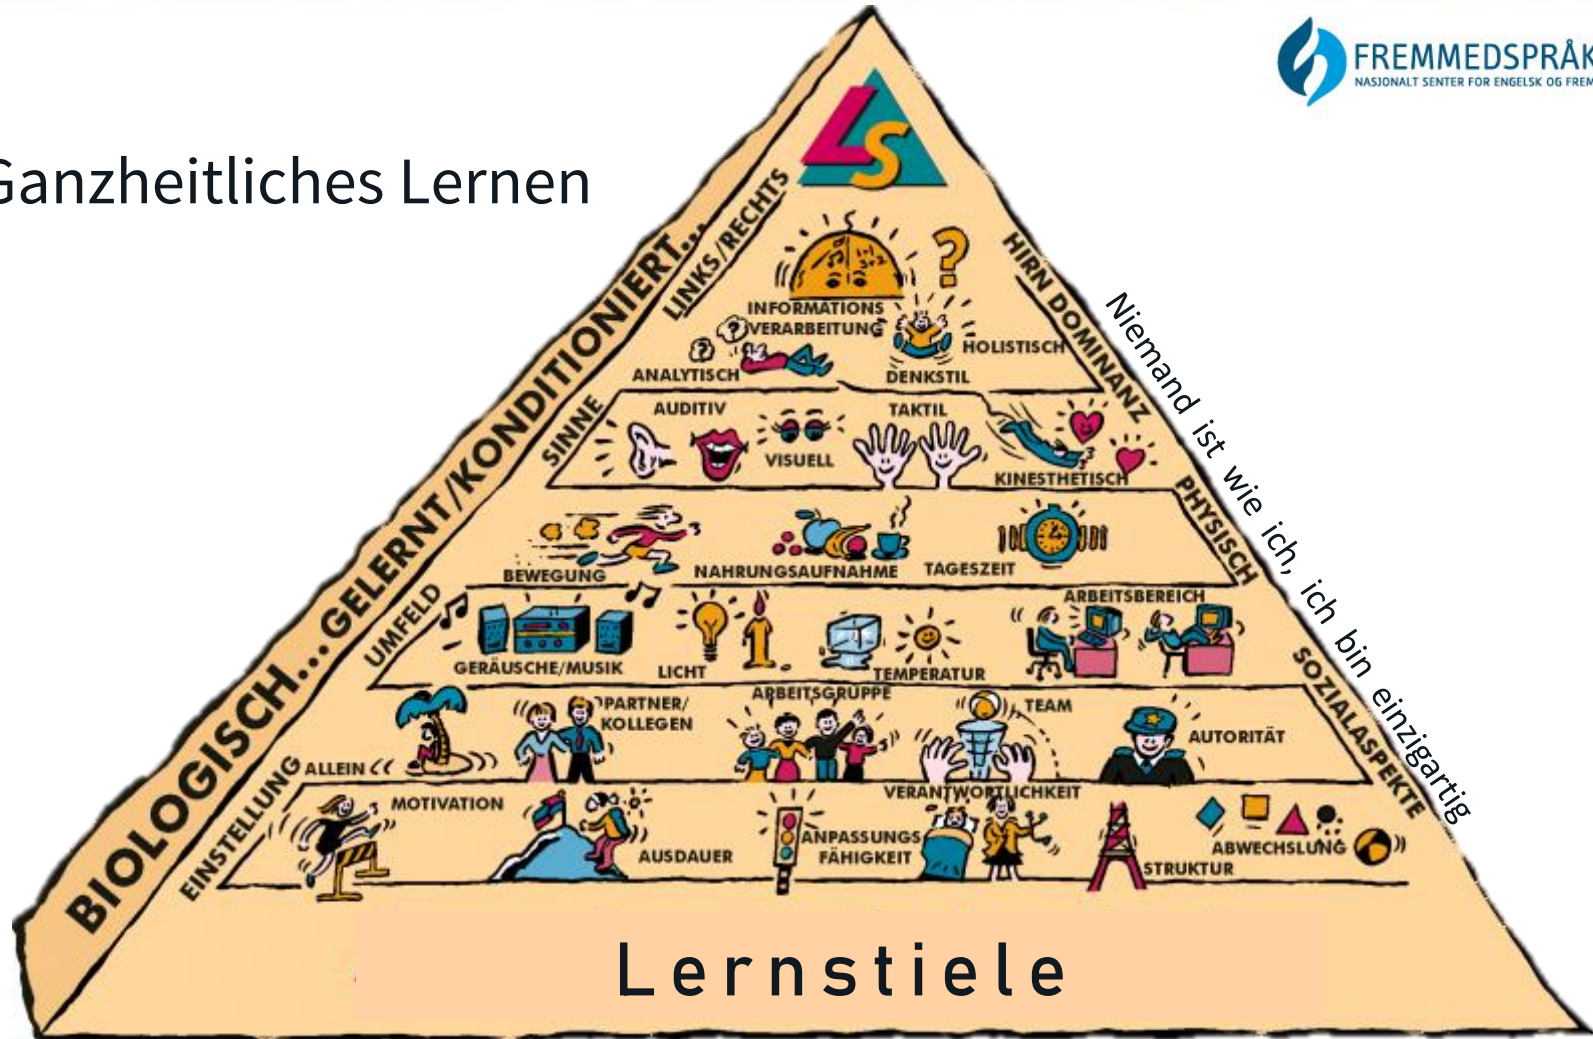 FREMMEDSPRÅK
NASJONALT SENTER FOR ENGELSK OG FREM
Ganzheitliches Lernen
LS
BIOLOGISCH... GELERNT/KONDITIONIERT...
LINKS/RECHTS
HIRN DOMINANZ
INFORMATIONS
VERARBEITUNG
HOLISTISCH
ANALYTISCH
DENKSTIL
Niemand ist wie ich, ich bin einzigartig
SINNE
AUDITIV
TAKTIL
VISUELL
KINESTHETISCH
PHYSISCH
BEWEGUNG
NAHRUNGSAUFNAHME
TAGESZEIT
UMFELD
ARBEITSBEREICH
GERÄUSCHE/MUSIK
LICHT
TEMPERATUR
SOZIALASPEKTE
ARBEITSGRUPPE
PARTNER/
KOLLEGEN
TEAM
AUTORITÄT
ALLEIN
EINSTELLUNG
MOTIVATION
VERANTWORTLICHKEIT
AUSDAUER
ANPASSUNGS
FÄHIGKEIT
ABWECHSLUNG
STRUKTUR
Lernstiele